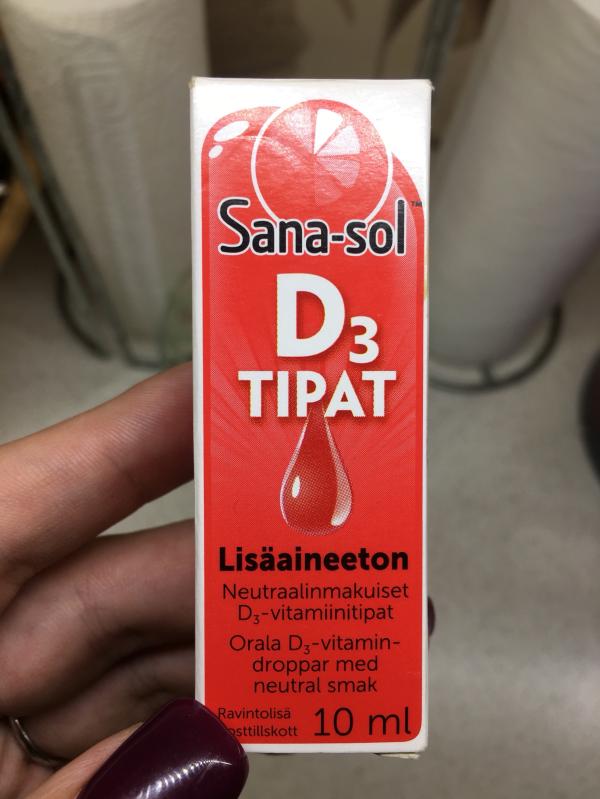 Sana-sol™
D3
TIPAT
Lisäaineeton
Neutraalinmakuiset
D3-vitamiinitipat
Orala D3-vitamin-
droppar med
neutral smak
Ravintolisä
10 ml